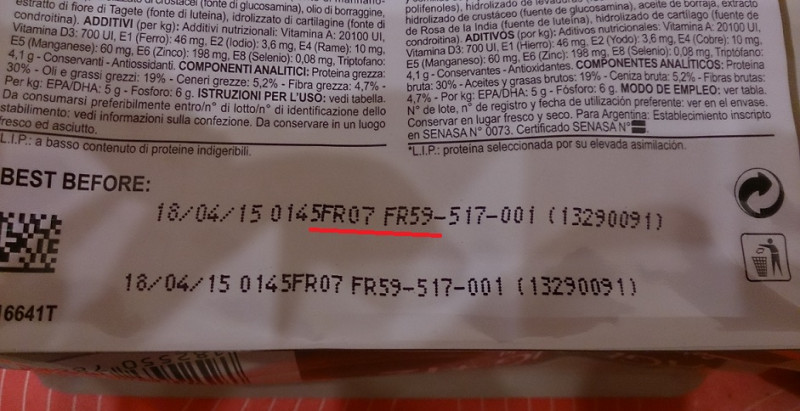 (fonte di glucosamina), olio di borraggine,
estratto di fiore di Tagete (fonte di luteina), idrolizzato di cartilagine (fonte di
condroitina). ADDITIVI (per kg): Additivi nutrizionali: Vitamina A: 20100 UI,
Vitamina D3: 700 UI, E1 (Ferro): 46 mg, E2 (Iodio): 3,6 mg, E4 (Rame): 10 mg,
E5 (Manganese): 60 mg, E6 (Zinco): 198 mg, E8 (Selenio): 0,08 mg, Triptofano:
4,1 g - Conservanti - Antiossidanti. COMPONENTI ANALITICI: Proteina grezza:
30% - Oli e grassi grezzi: 19% - Ceneri grezze: 5,2% - Fibra grezza: 4,7% -
Per kg: EPA/DHA: 5 g - Fosforo: 6 g. ISTRUZIONI PER L'USO: vedi tabella.
Da consumarsi preferibilmente entro/n° di lotto/n° di identificazione dello
stabilimento: vedi informazioni sulla confezione. Da conservare in un luogo
fresco ed asciutto.
*L.I.P.: a basso contenuto di proteine indigeribili.
polifenoles), hidrolizado de
hidrolizado de crustáceo (fuente de glucosamina), aceite de borraja, extracto
de Rosa de la India (fuente de luteína), hidrolizado de cartílago (fuente de
condroitina). ADITIVOS (por kg): Aditivos nutricionales: Vitamina A: 20100 UI,
Vitamina D3: 700 UI, E1 (Hierro): 46 mg, E2 (Yodo): 3,6 mg, E4 (Cobre): 10 mg,
E5 (Manganeso): 60 mg, E6 (Zinc): 198 mg, E8 (Selenio): 0,08 mg, Triptófano:
4,1 g - Conservantes - Antioxidantes. COMPONENTES ANALÍTICOS: Proteína
bruta: 30% - Aceites y grasas brutos: 19% - Ceniza bruta: 5,2% - Fibras brutas:
4,7% - Por kg: EPA/DHA: 5 g - Fósforo: 6 g. MODO DE EMPLEO: ver tabla.
N° de lote, n° de registro y fecha de utilización preferente: ver en el envase.
Conservar en lugar fresco y seco. Para Argentina: Establecimiento inscripto
en SENASA N° 0073. Certificado SENASA N°
*L.I.P.: proteína seleccionada por su elevada asimilación.
BEST BEFORE:
18/04/15 0145FR07 FR59-517-001 (13290091)
18/04/15 0145FR07 FR59-517-001 (13290091)
16641T